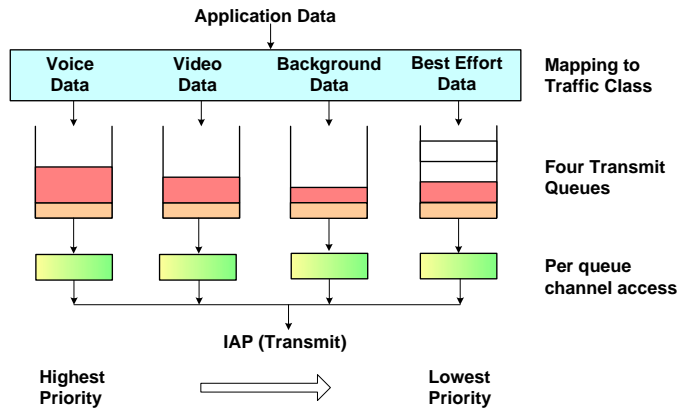 Application Data
Voice
Data
Video
Data
Background
Data
Best Effort
Data
Mapping to
Traffic Class
Four Transmit
Queues
Per queue
channel access
IAP (Transmit)
Highest
Priority
Lowest
Priority